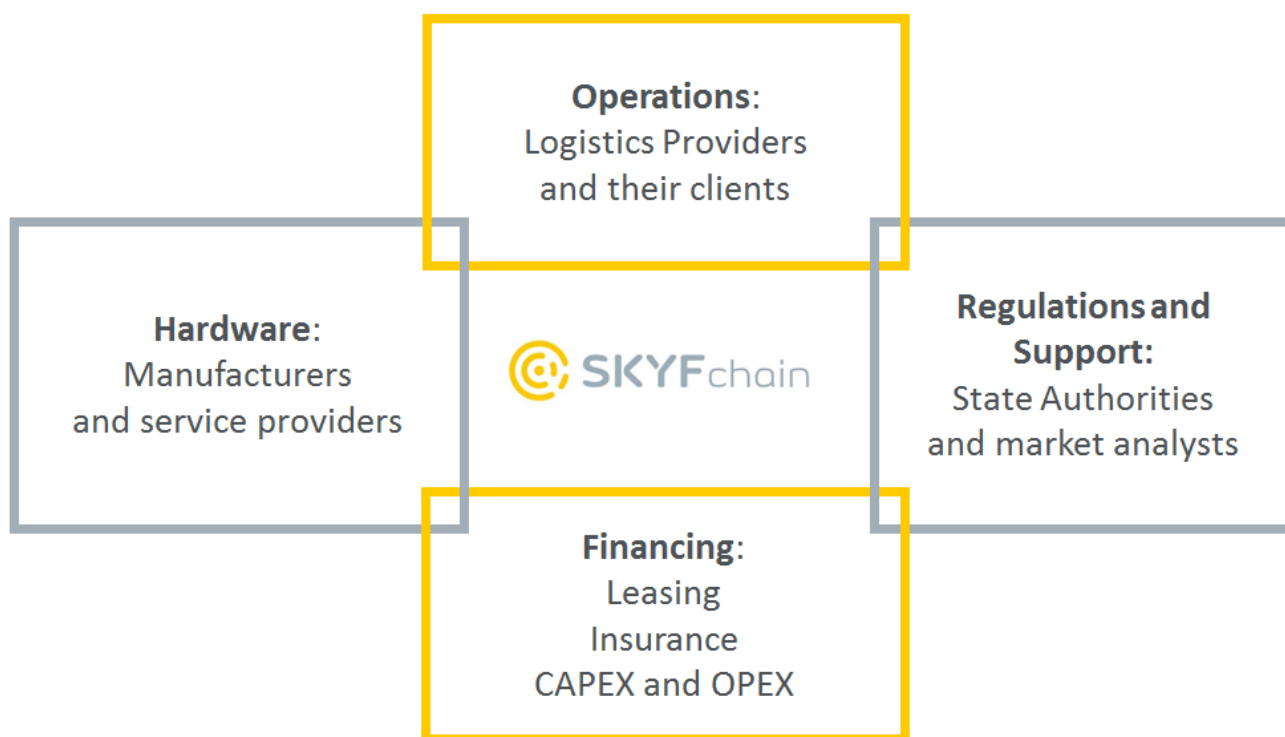 Operations:
Logistics Providers
and their clients
Hardware:
Manufacturers
and service providers
SKYFchain
Regulations and
Support:
State Authorities
and market analysts
Financing:
Leasing
Insurance
CAPEX and OPEX